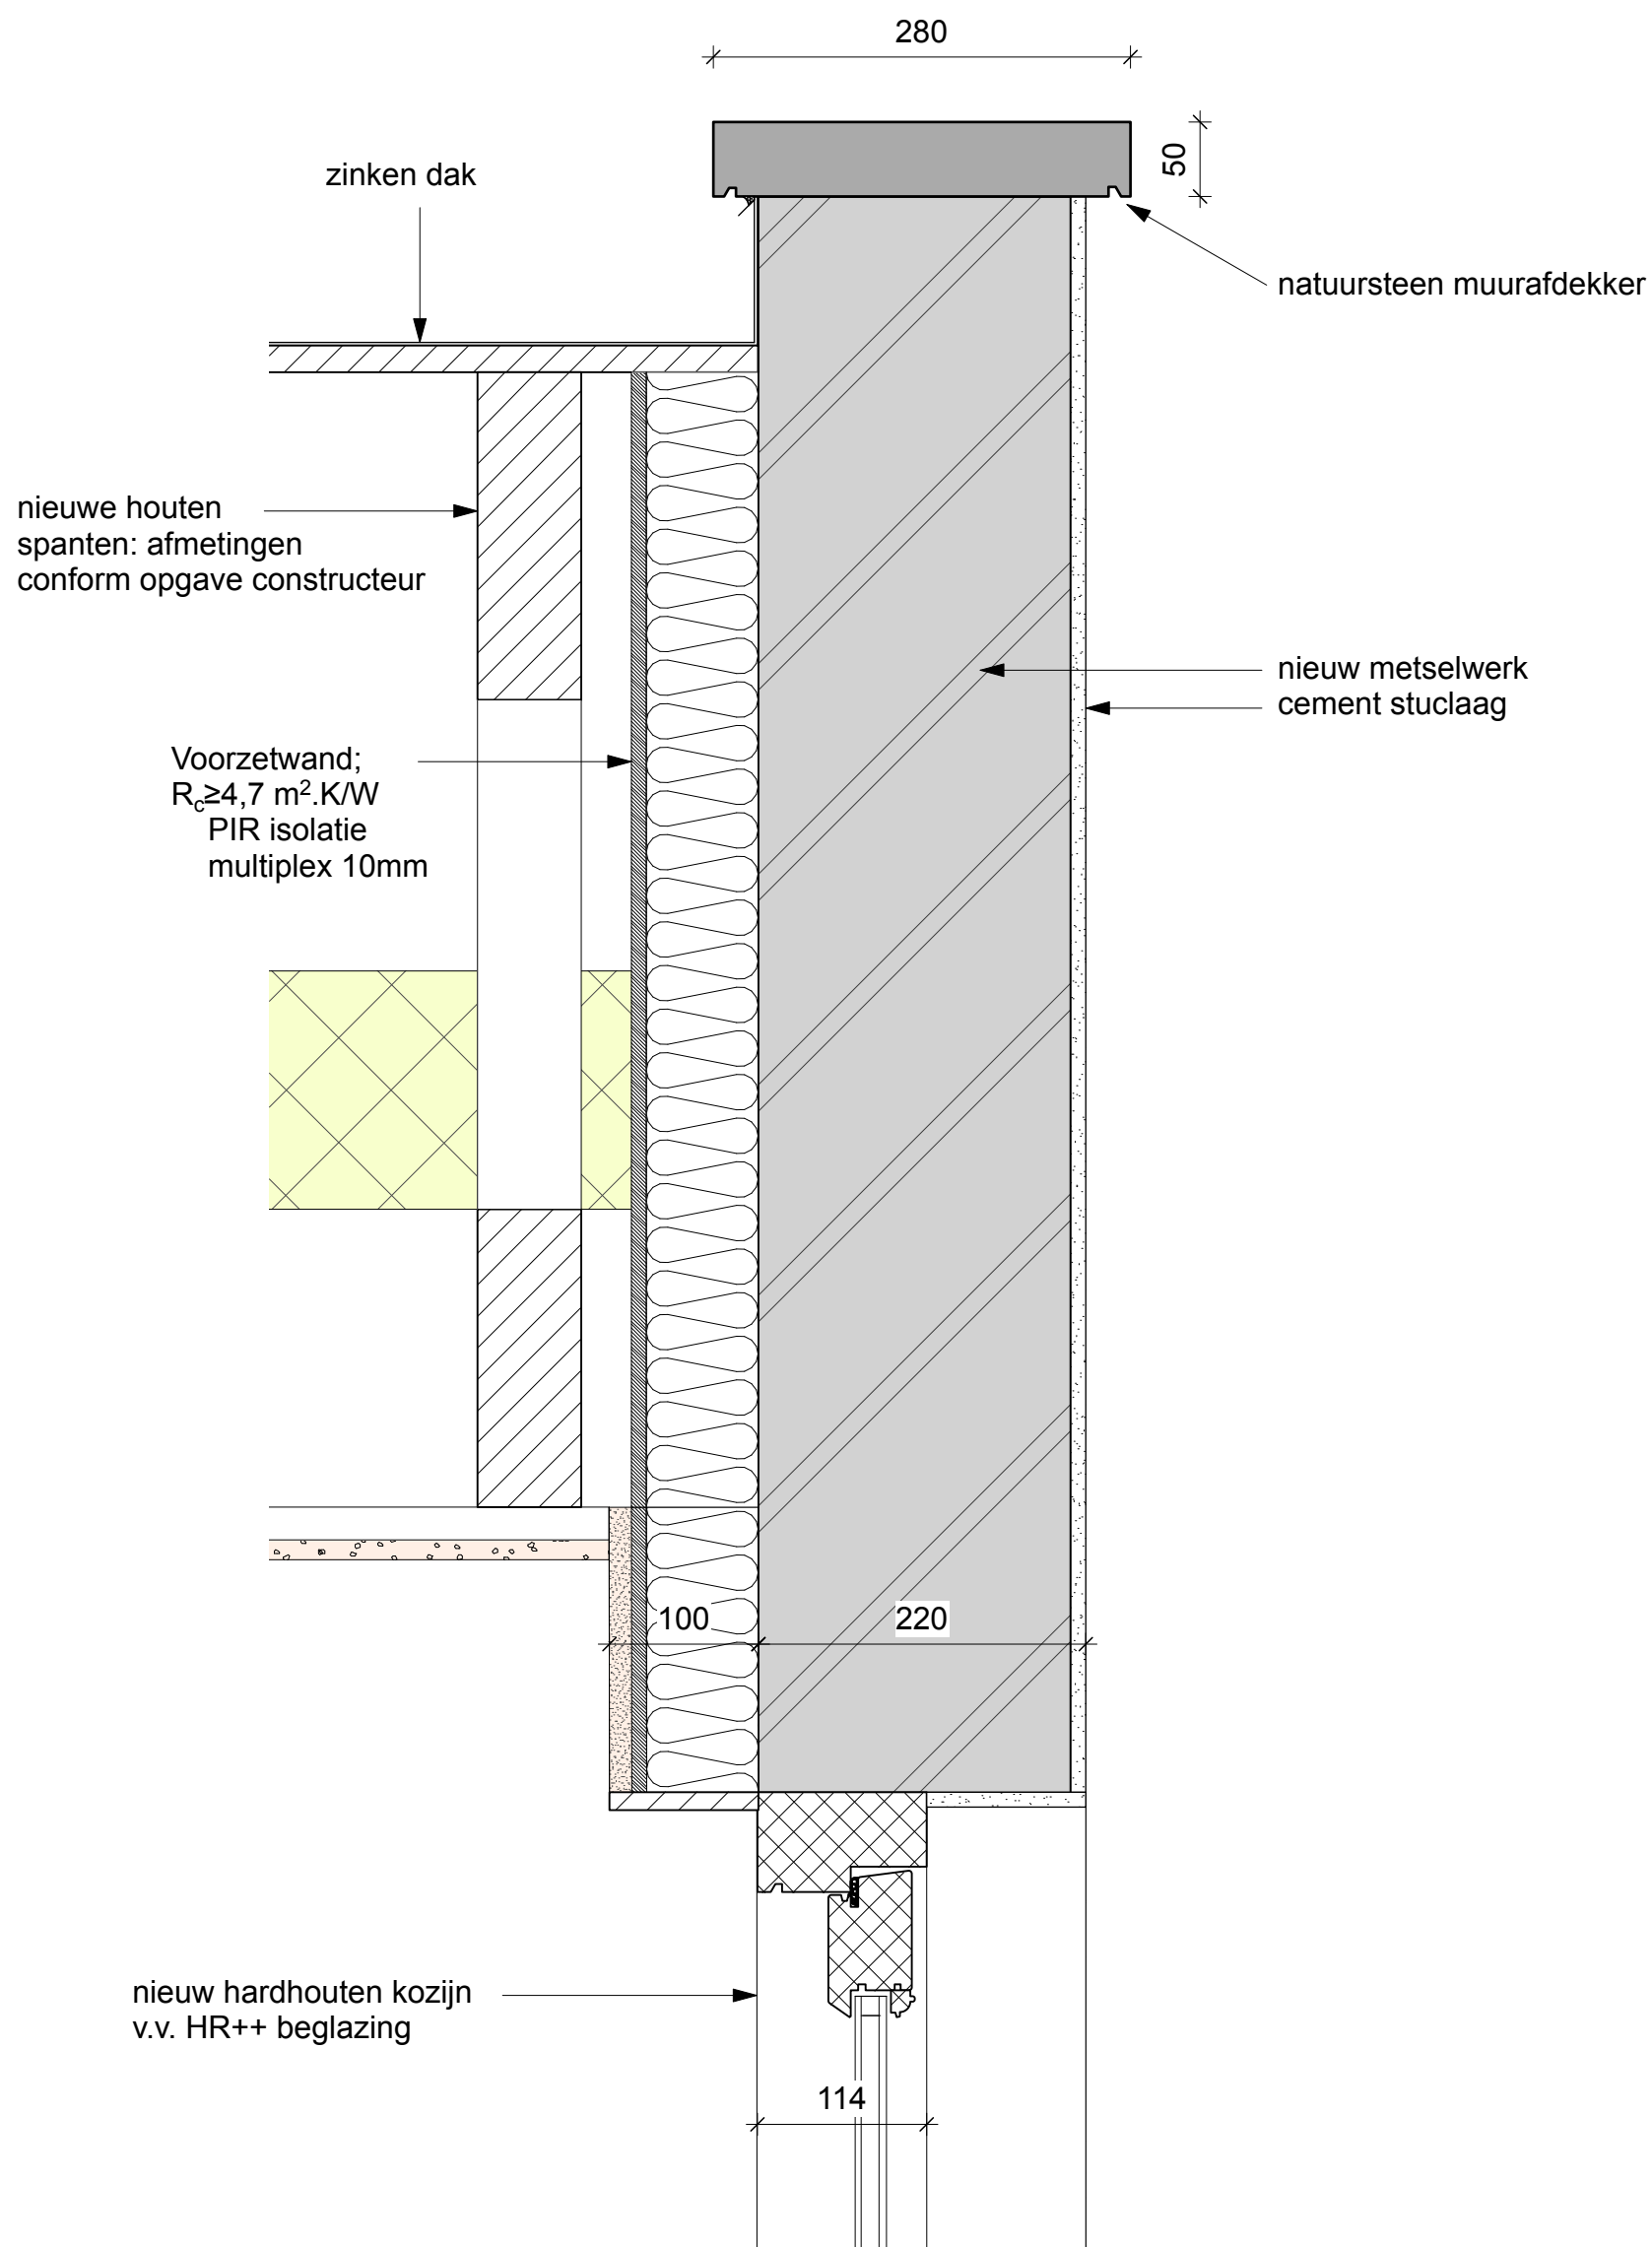 280
50
zinken dak
natuursteen muurafdekker
nieuwe houten
spanten: afmetingen
conform opgave constructeur
nieuw metselwerk
cement stuclaag
Voorzetwand;
Rc≥4,7 m².K/W
PIR isolatie
multiplex 10mm
100
220
nieuw hardhouten kozijn
v.v. HR++ beglazing
114